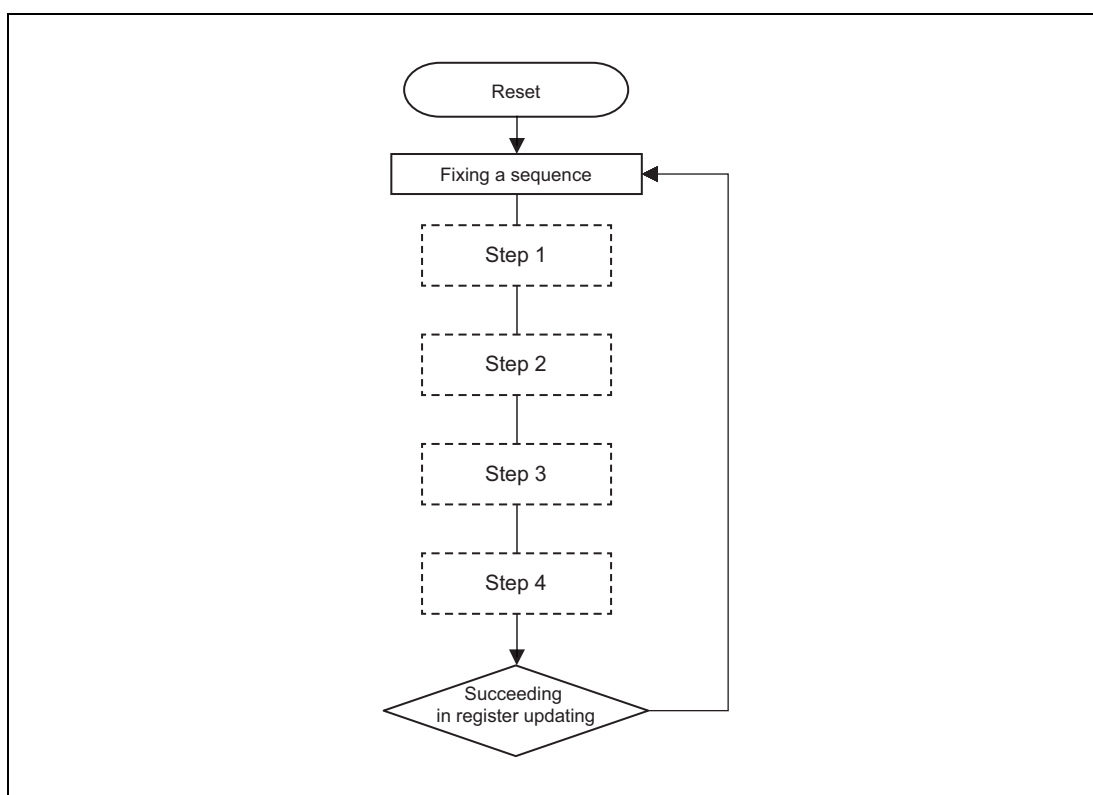 Reset
Fixing a sequence
Step 1
Step 2
Step 3
Step 4
Succeeding
in register updating